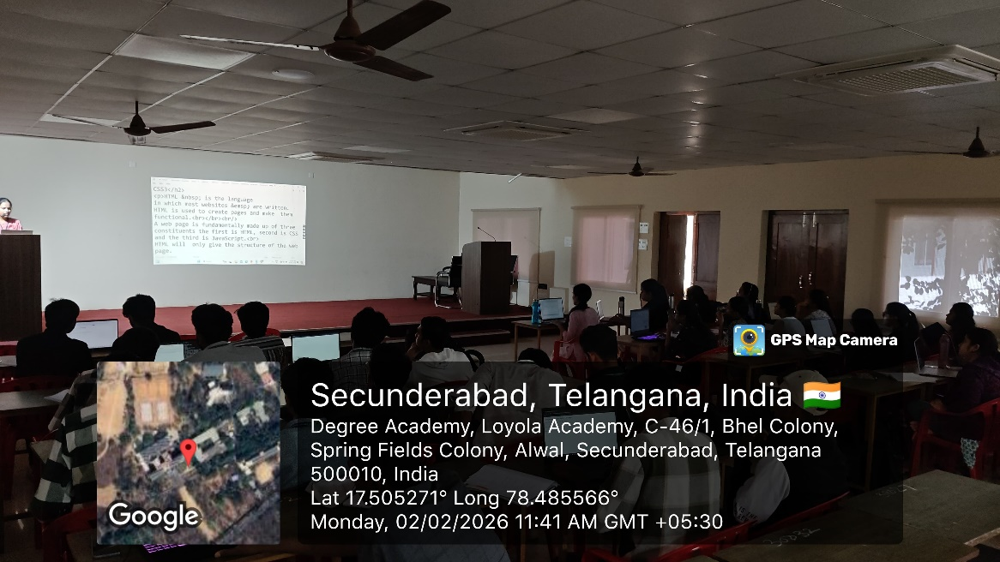 CSS3</h2>
<p>HTML &nbsp; is the language
in which most websites &emsp; are written.
HTML is used to create pages and make them
functional.<br></br><br/>
A web page is fundamentally made up of three
constituents the first is HTML, second is CSS
and the third is JavaScript.<br>
HTML will only give the structure of the web
page.
GPS Map Camera
Secunderabad, Telangana, India
Degree Academy, Loyola Academy, C-46/1, Bhel Colony,
Spring Fields Colony, Alwal, Secunderabad, Telangana
500010, India
Lat 17.505271° Long 78.485566°
Monday, 02/02/2026 11:41 AM GMT +05:30
Google